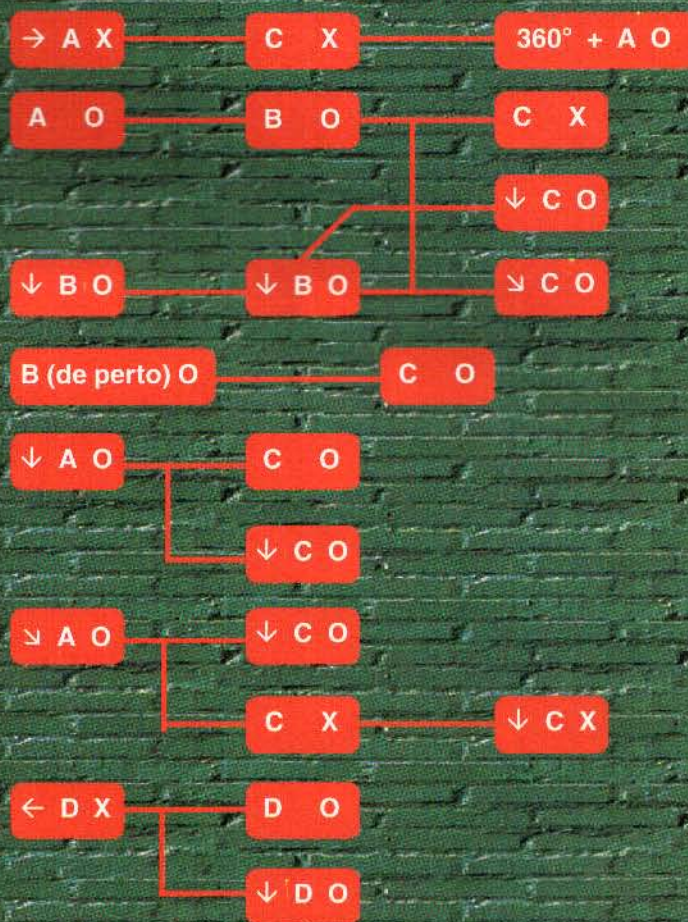 → A X C X 360° + A O
A O B O C X
↓ C O
↓ B O ↓ B O ↘ C O
B (de perto) O C O
↓ A O C O
↓ C O
↘ A O ↓ C O
C X ↓ C X
← D X D O
↓ D O